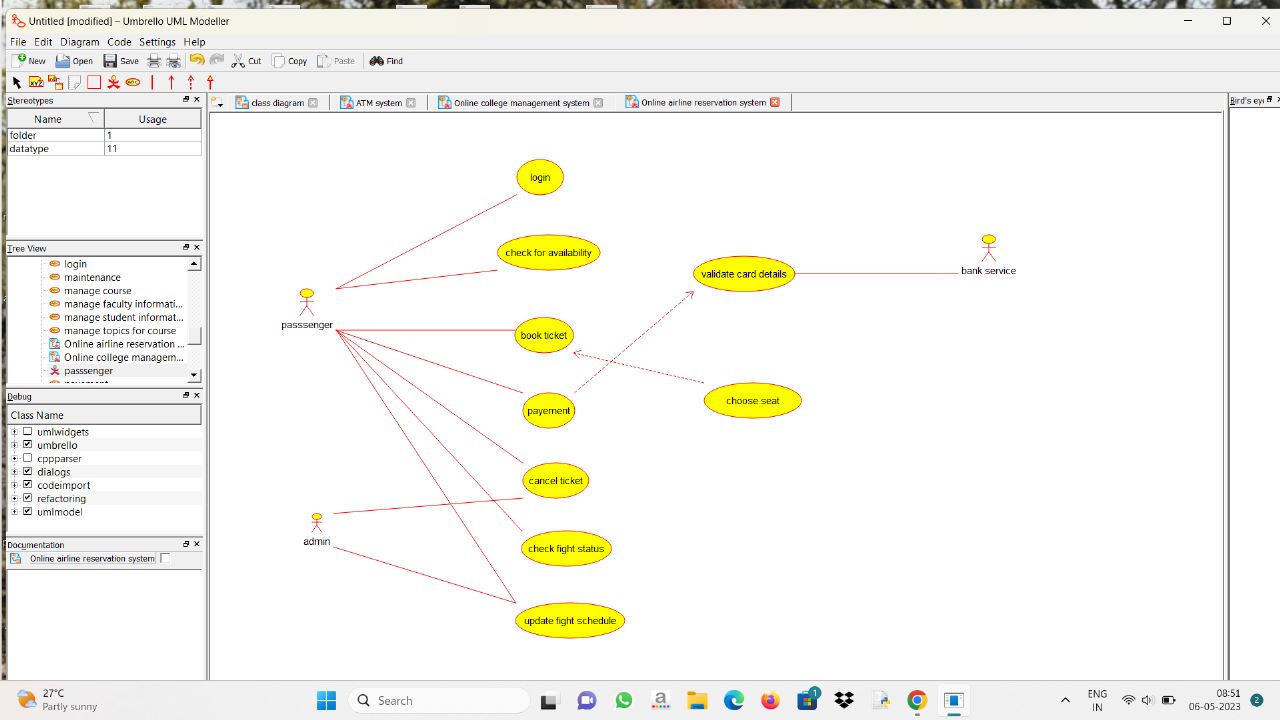 Untitled [modified] – Umbrello UML Modeller
File Edit Diagram Code Settings Help
New Open Save Cut Copy Paste Find
Stereotypes
Name Usage
folder 1
datatype 11
Tree View
login
maintenance
manage course
manage faculty informati...
manage student informat...
manage topics for course
Online airline reservation ...
Online college managem...
passsenger
Debug
Class Name
umlwidgets
umbrello
cppparser
dialogs
codeimport
refactoring
umlmodel
Documentation
Online airline reservation system
class diagram ATM system Online college management system Online airline reservation system
Bird's ey
login
check for availability
validate card details
bank service
passsenger
book ticket
choose seat
payement
cancel ticket
admin
check fight status
update fight schedule
27°C
Partly sunny
Search
1
ENG
IN
08:51
06-05-2023
2